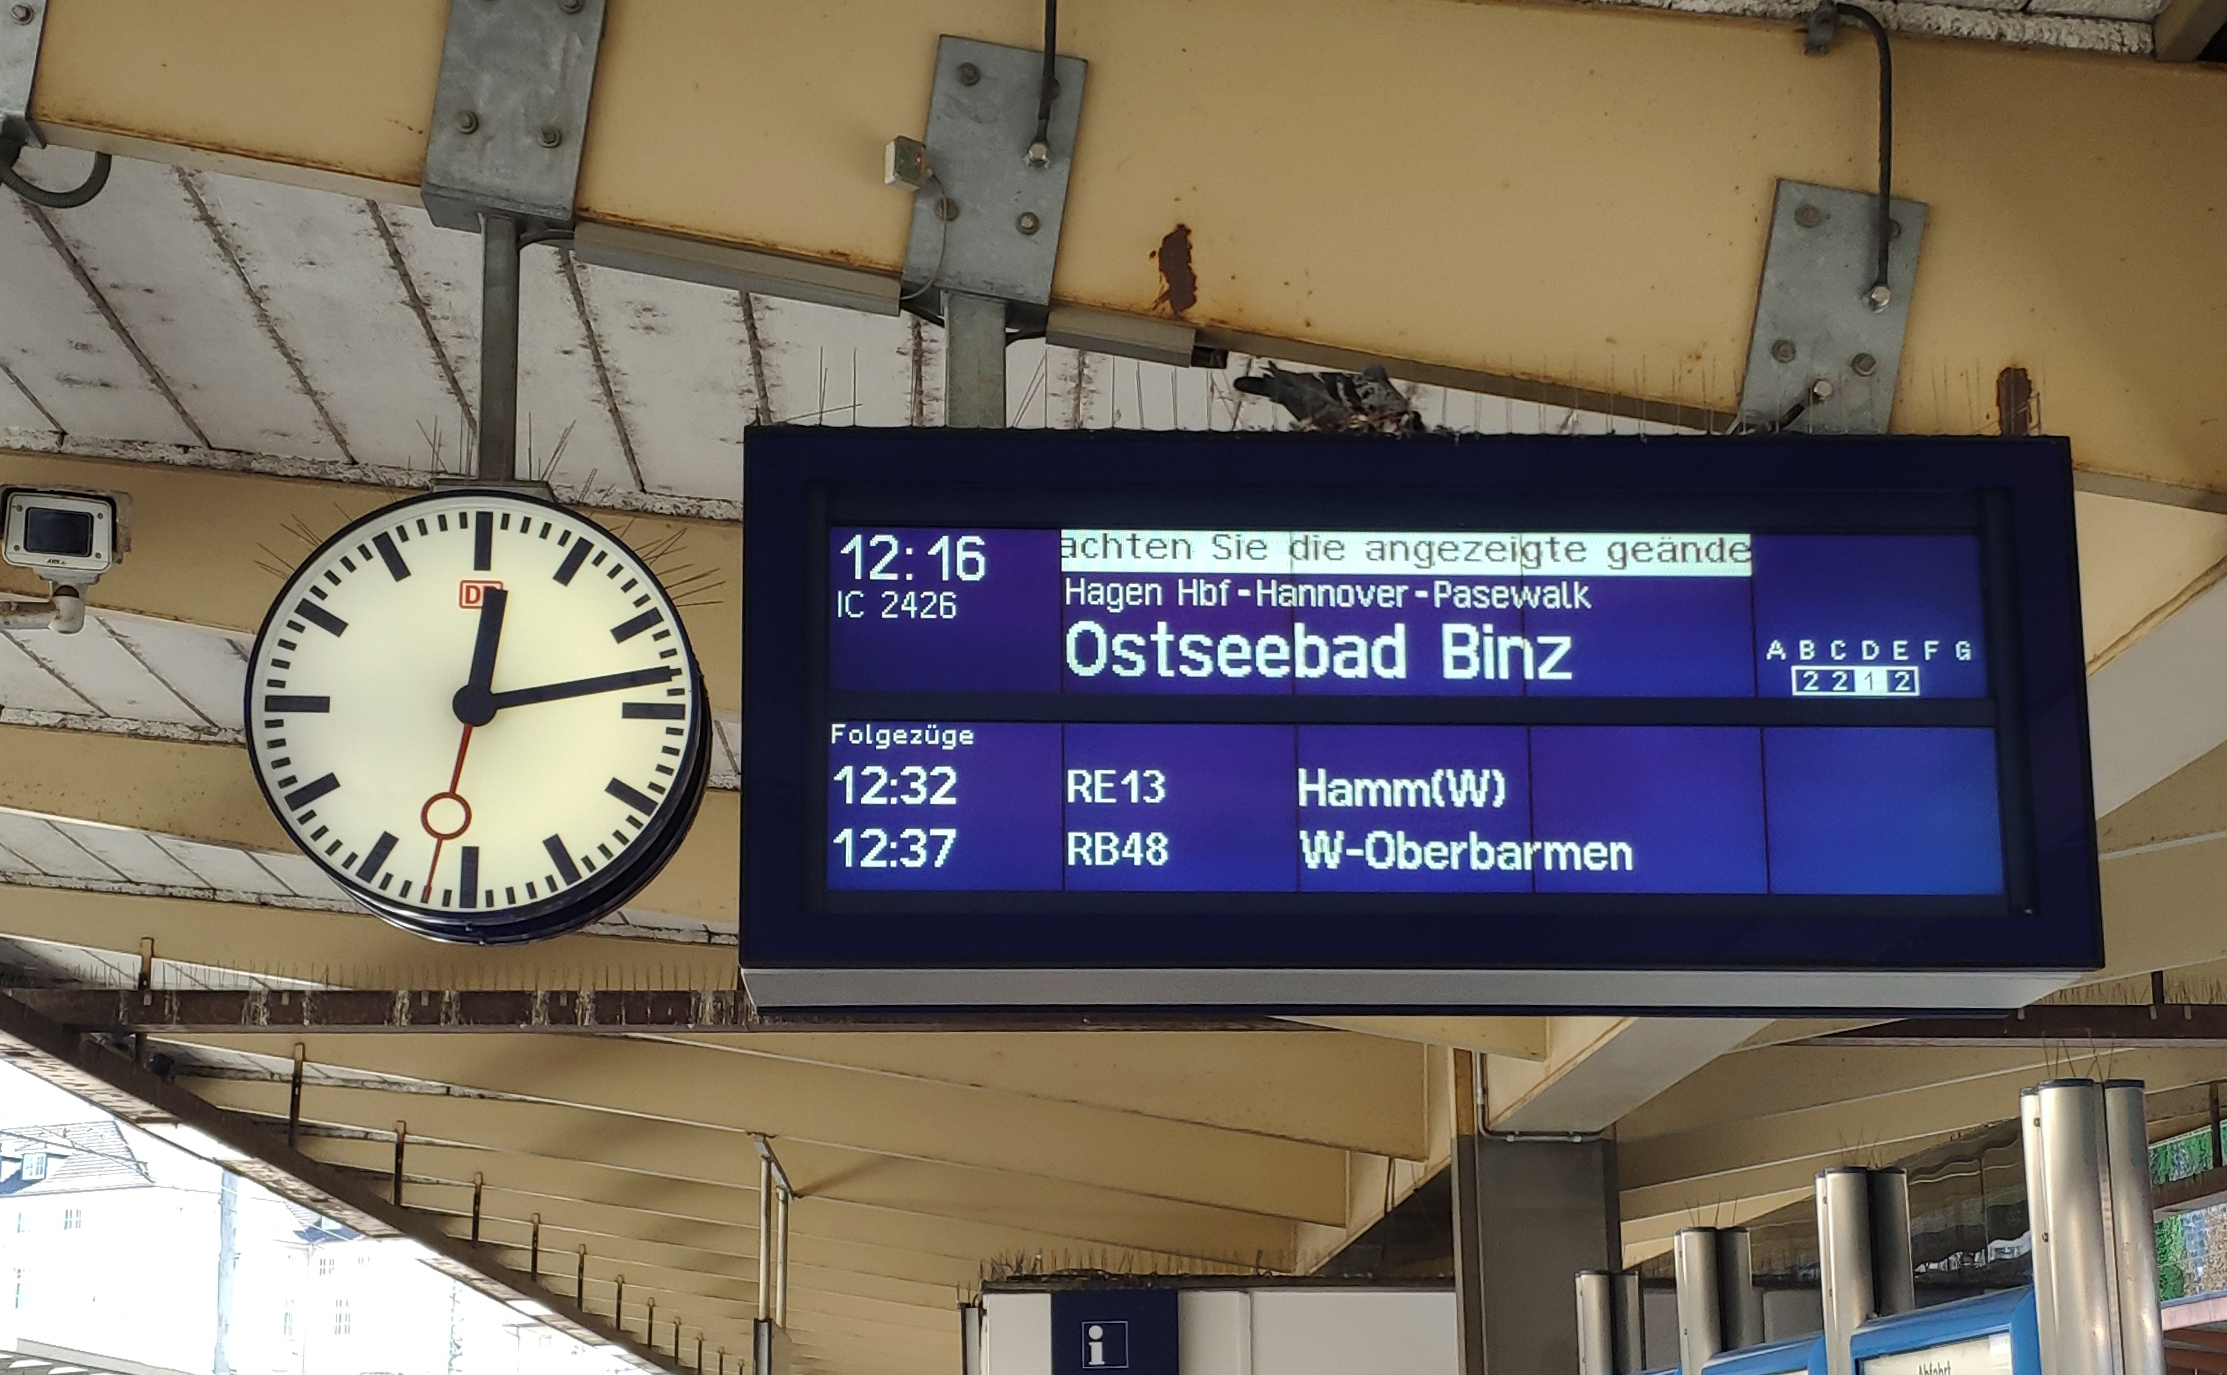 DB
12:16
achten Sie die angezeigte geände
IC 2426
Hagen Hbf-Hannover-Pasewalk
Ostseebad Binz
A B C D E F G
2 2 1 2
Folgezüge
12:32 RE13 Hamm(W)
12:37 RB48 W-Oberbarmen
i
Abfahrt